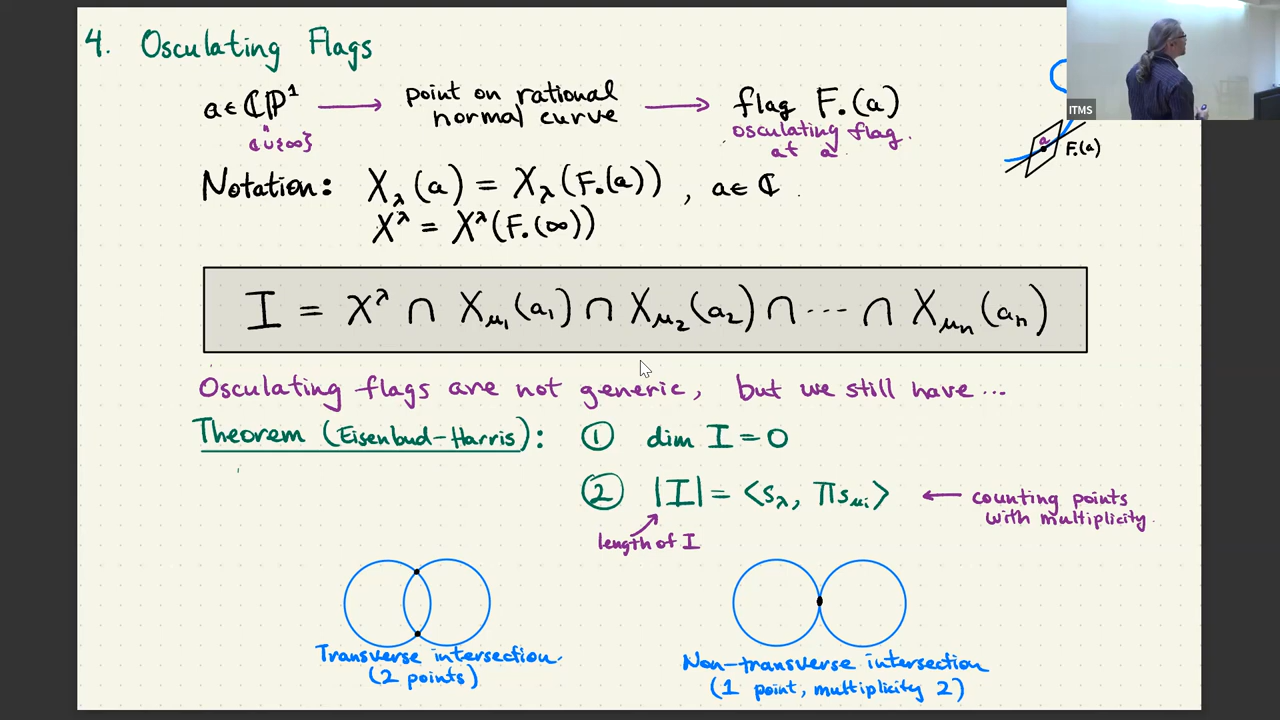 4. Osculating Flags
a ∈ ℂℙ¹ → point on rational normal curve → flag F.(a)
ℂ∪{∞}
osculating flag at a
a
F.(a)
ITMS
Notation: X_λ(a) = X_λ(F.(a)), a ∈ ℂ
X^λ = X^λ(F.(∞))
I = X^λ ∩ X_μ₁(a₁) ∩ X_μ₂(a₂) ∩ ··· ∩ X_μₙ(aₙ)
Osculating flags are not generic, but we still have ...
Theorem (Eisenbud-Harris): ① dim I = 0
② |I| = ⟨s_λ, Πs_μᵢ⟩ ← counting points with multiplicity
length of I
Transverse intersection
(2 points)
Non-transverse intersection
(1 point, multiplicity 2)